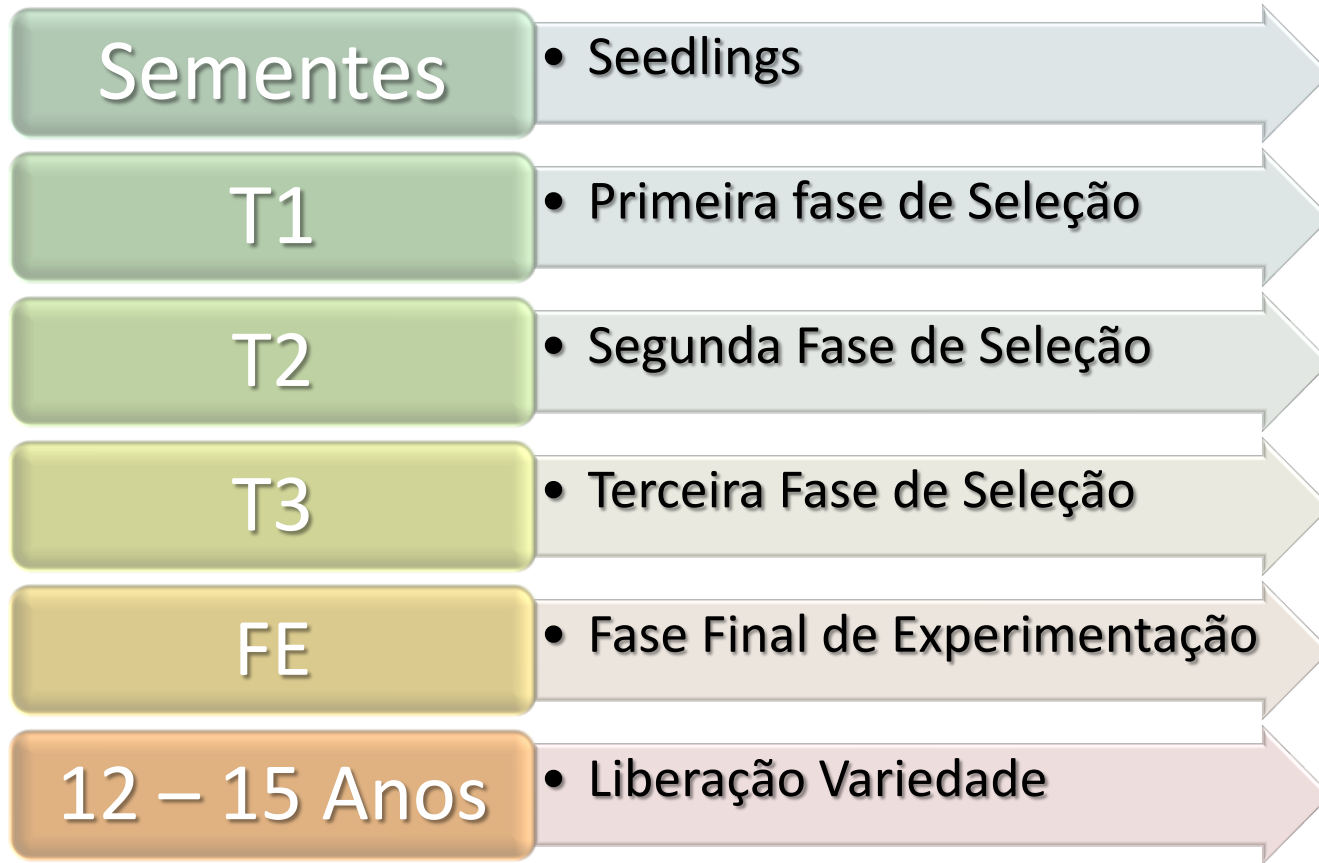 Sementes
• Seedlings
T1
• Primeira fase de Seleção
T2
• Segunda Fase de Seleção
T3
• Terceira Fase de Seleção
FE
• Fase Final de Experimentação
12 – 15 Anos
• Liberação Variedade